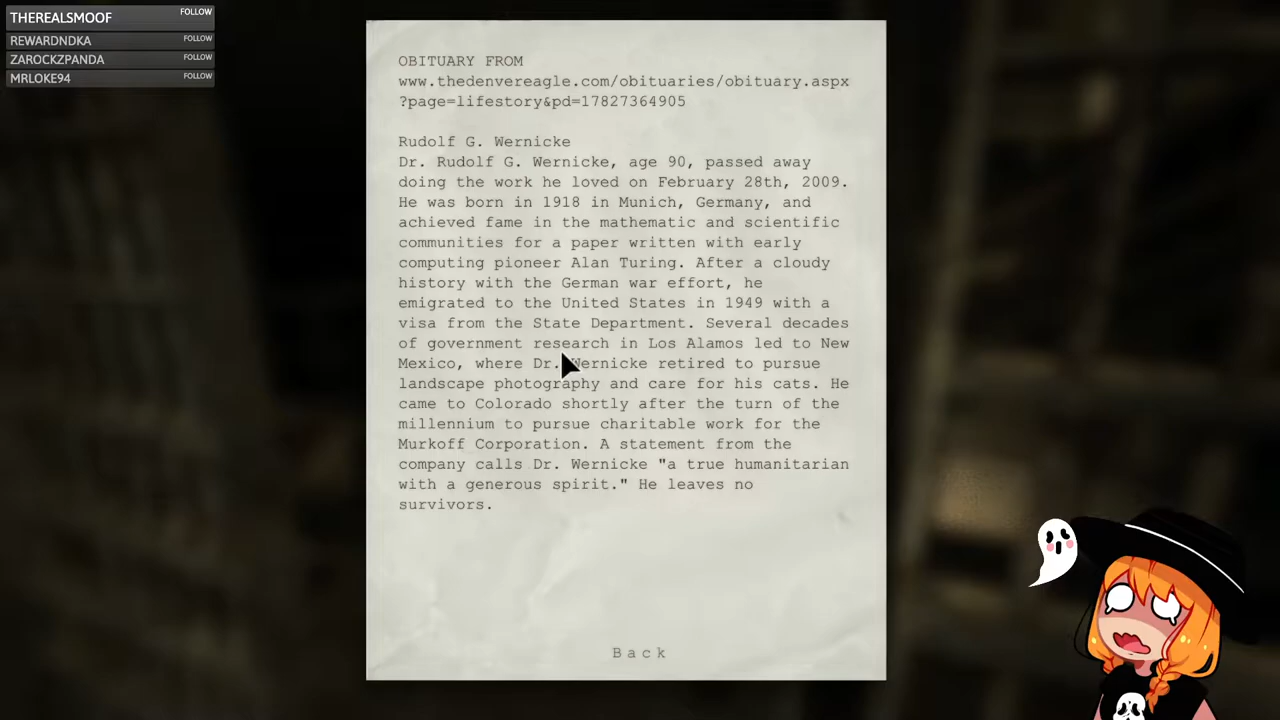 THEREALSMOOF FOLLOW
REWARDNDKA FOLLOW
ZAROCKZPANDA FOLLOW
MRLOKE94 FOLLOW
OBITUARY FROM
www.thedenvereagle.com/obituaries/obituary.aspx
?page=lifestory&pd=17827364905
Rudolf G. Wernicke
Dr. Rudolf G. Wernicke, age 90, passed away
doing the work he loved on February 28th, 2009.
He was born in 1918 in Munich, Germany, and
achieved fame in the mathematic and scientific
communities for a paper written with early
computing pioneer Alan Turing. After a cloudy
history with the German war effort, he
emigrated to the United States in 1949 with a
visa from the State Department. Several decades
of government research in Los Alamos led to New
Mexico, where Dr. Wernicke retired to pursue
landscape photography and care for his cats. He
came to Colorado shortly after the turn of the
millennium to pursue charitable work for the
Murkoff Corporation. A statement from the
company calls Dr. Wernicke "a true humanitarian
with a generous spirit." He leaves no
survivors.
Back